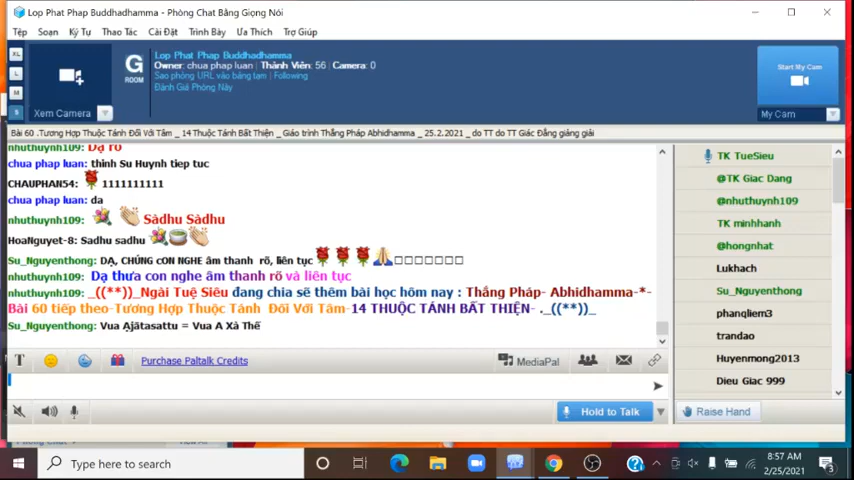 Lop Phat Phap Buddhadhamma - Phòng Chat Bằng Giọng Nói
Tệp Soạn Ký Tự Thao Tác Cài Đặt Trình Bày Ưa Thích Trợ Giúp
XL
L
M
S
Xem Camera
G
ROOM
Lop Phat Phap Buddhadhamma
Owner: chua phap luan | Thành Viên: 56 | Camera: 0
Sao phỏng URL vào bảng tạm | Following
Đánh Giá Phòng Này
Start My Cam
My Cam
Bài 60 .Tương Hợp Thuộc Tánh Đối Với Tâm _ 14 Thuộc Tánh Bất Thiện _ Giáo trình Thắng Pháp Abhidhamma _ 25.2.2021 _ do TT do TT Giác Đẳng giảng giải
nhuthuynh109: Dạ rõ
chua phap luan: thinh Su Huynh tiep tuc
CHAUPHAN54: 1111111111
chua phap luan: da
nhuthuynh109: Sàdhu Sàdhu
HoaNguyet-8: Sadhu sadhu
Su_Nguyenthong: DẠ, CHÚNG cON NGHE âm thanh rõ, liên tục
nhuthuynh109: Dạ thưa con nghe âm thanh rõ và liên tục
nhuthuynh109: _((**))_Ngài Tuệ Siêu đang chia sẽ thêm bài học hôm nay : Thắng Pháp- Abhidhamma-*-
Bài 60 tiếp theo-Tương Hợp Thuộc Tánh Đối Với Tâm-14 THUỘC TÁNH BẤT THIỆN- ._((**))_
Su_Nguyenthong: Vua Ajātasattu = Vua A Xà Thế
TK TueSieu
@TK Giac Dang
@nhuthuynh109
TK minhhanh
@hongnhat
Lukhach
Su_Nguyenthong
phanqliem3
trandao
Huyenmong2013
Dieu Giac 999
T Purchase Paltalk Credits MediaPal
Hold to Talk
Raise Hand
Type here to search
8:57 AM
2/25/2021
3